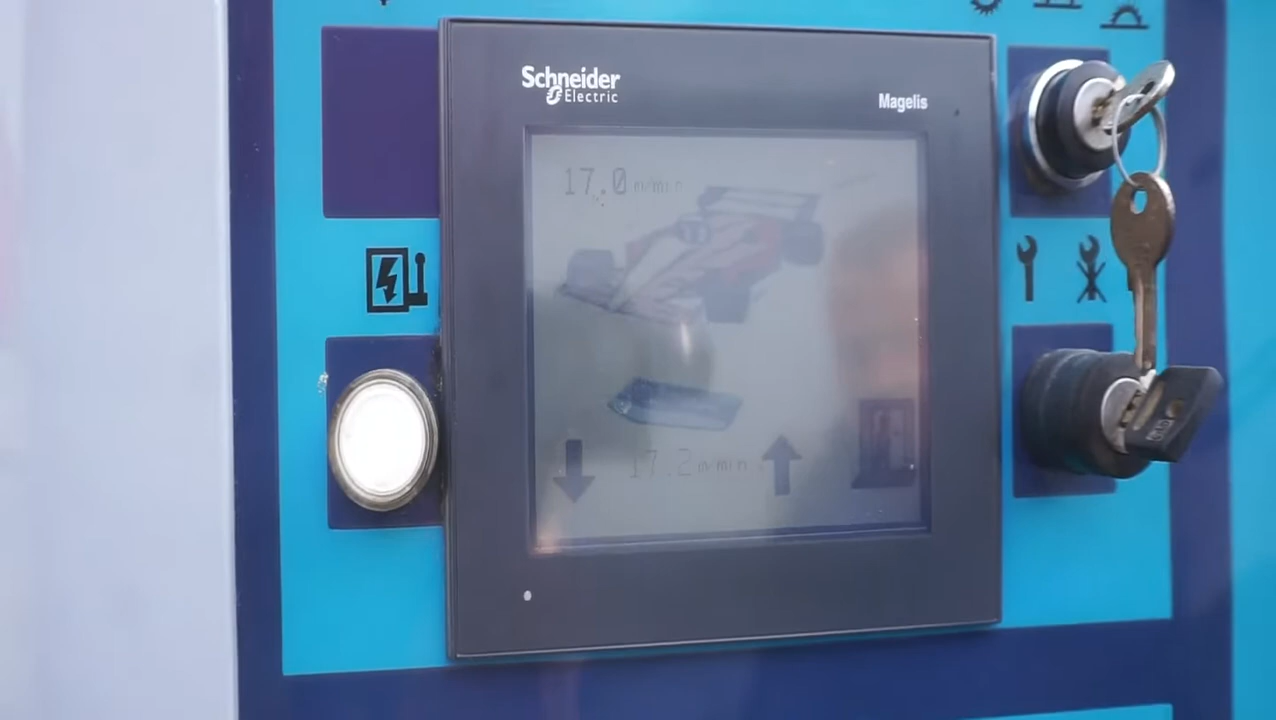 Schneider
Electric
Magelis
17.0 m/min
17.2 m/min